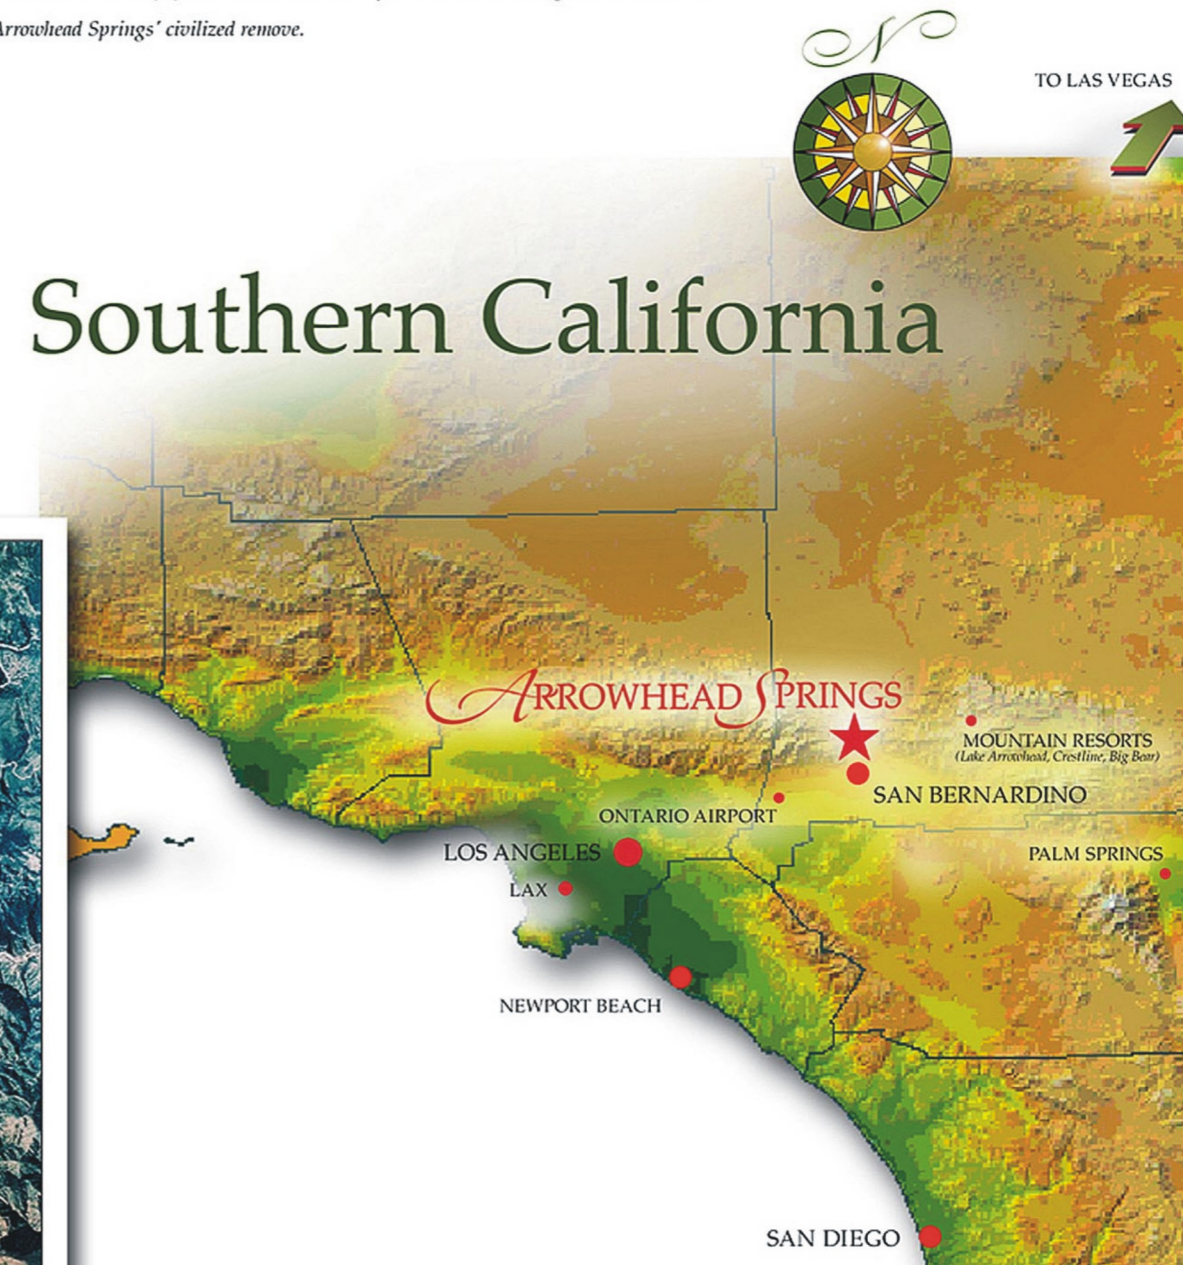 Arrowhead Springs' civilized remove.
N
TO LAS VEGAS
Southern California
ARROWHEAD SPRINGS
MOUNTAIN RESORTS
(Lake Arrowhead, Crestline, Big Bear)
SAN BERNARDINO
ONTARIO AIRPORT
LOS ANGELES
PALM SPRINGS
LAX
NEWPORT BEACH
SAN DIEGO